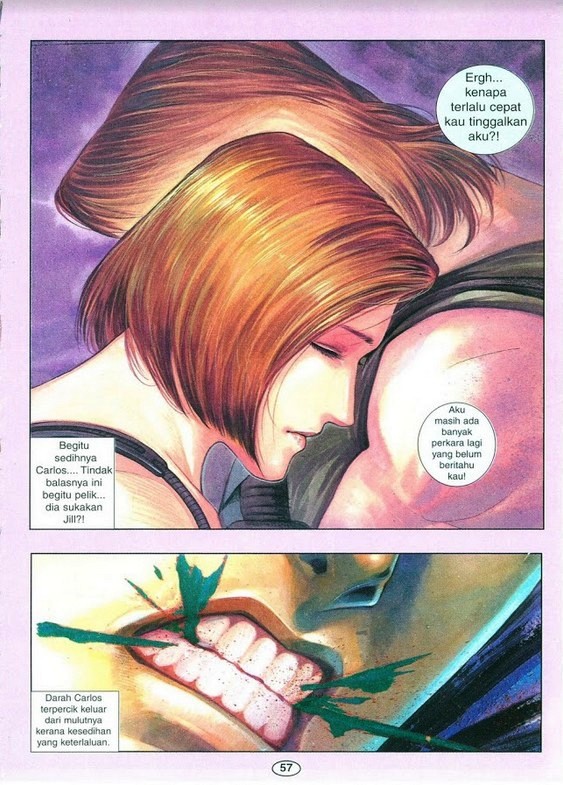 Ergh...
kenapa
terlalu cepat
kau tinggalkan
aku?!
Aku
masih ada
banyak
perkara lagi
yang belum
beritahu
kau!
Begitu
sedihnya
Carlos.... Tindak
balasnya ini
begitu pelik...
dia sukakan
Jill?!
Darah Carlos
terpercik keluar
dari mulutnya
kerana kesedihan
yang keterlaluan.
57